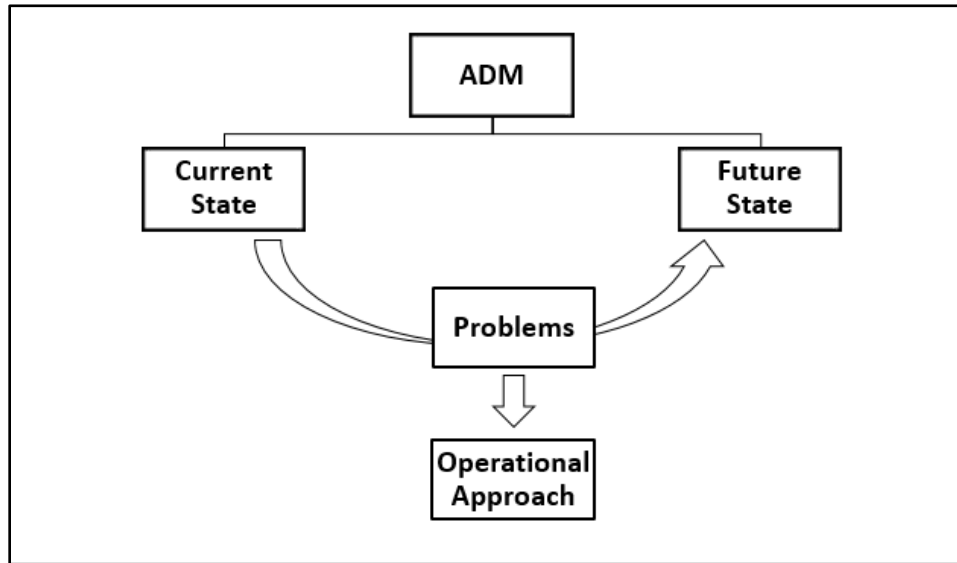 ADM
Current
State
Future
State
Problems
Operational
Approach